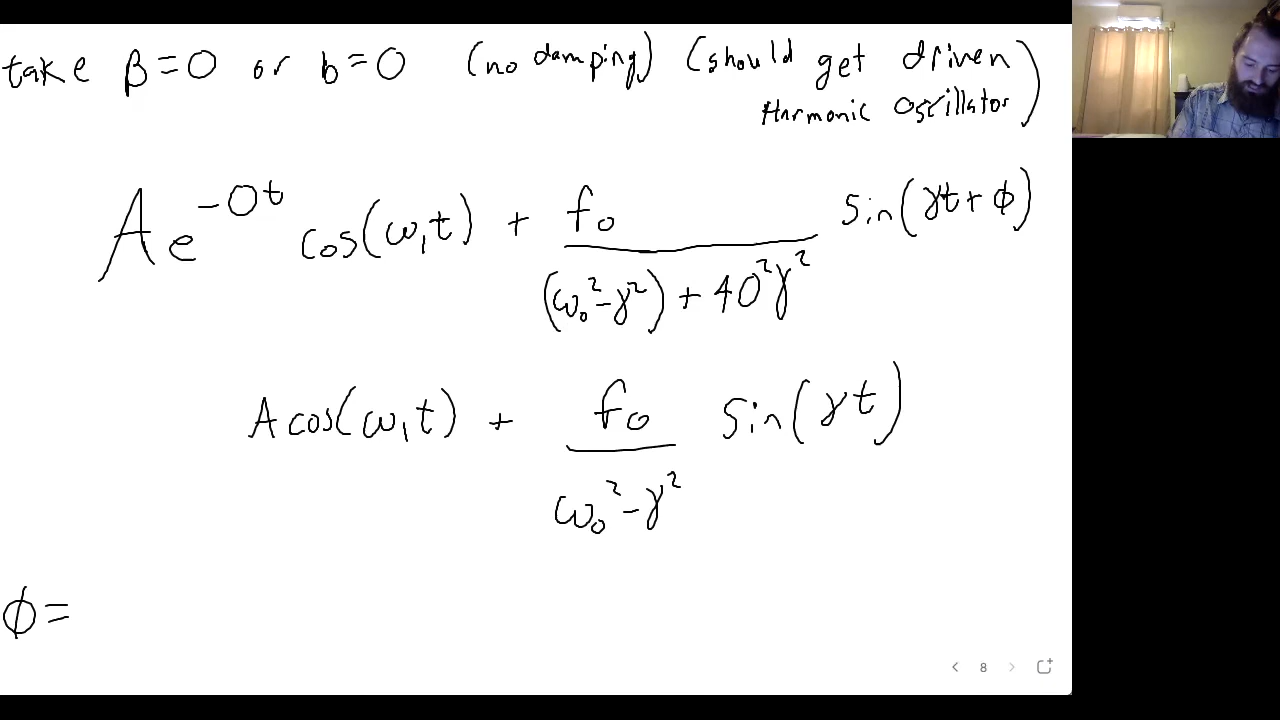 take β=0 or b=0 (no damping) (should get driven
Harmonic oscillator)
Ae^{-0t} cos(ω₁t) + f₀/((ω₀²-γ²)+40²γ²) sin(γt+ϕ)
Acos(ω₁t) + f₀/(ω₀²-γ²) sin(γt)
ϕ=
8